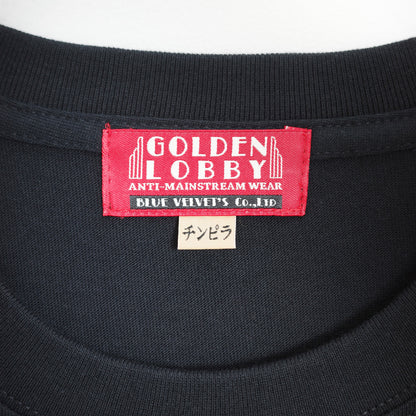 GOLDEN
LOBBY
ANTI-MAINSTREAM WEAR
BLUE VELVET'S CO.,LTD
チンピラ